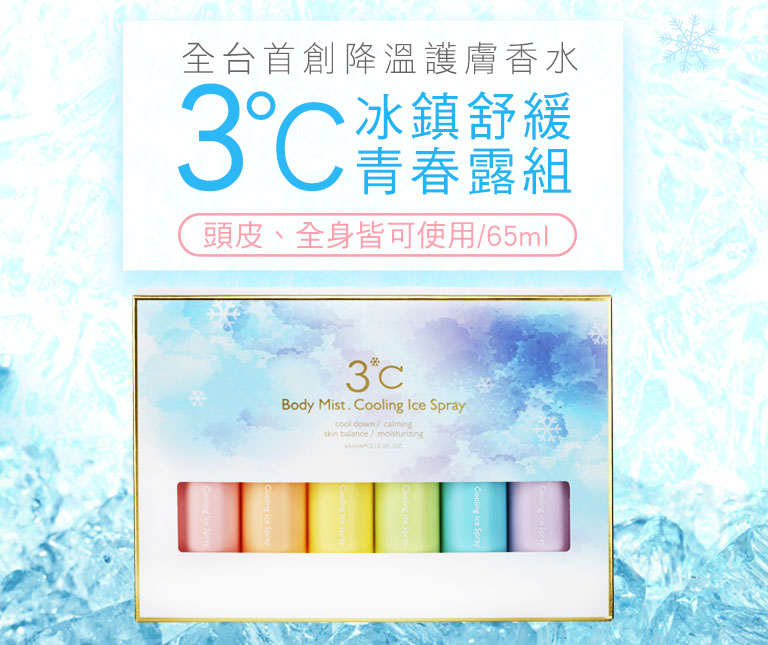 全台首創降溫護膚香水
3°C 冰鎮舒緩
青春露組
頭皮、全身皆可使用/65ml
3°C
Body Mist . Cooling Ice Spray
cool down / calming
skin balance / moisturizing
Cooling Ice Spray
Cooling Ice Spray
Cooling Ice Spray
Cooling Ice Spray
Cooling Ice Spray
Cooling Ice Spray